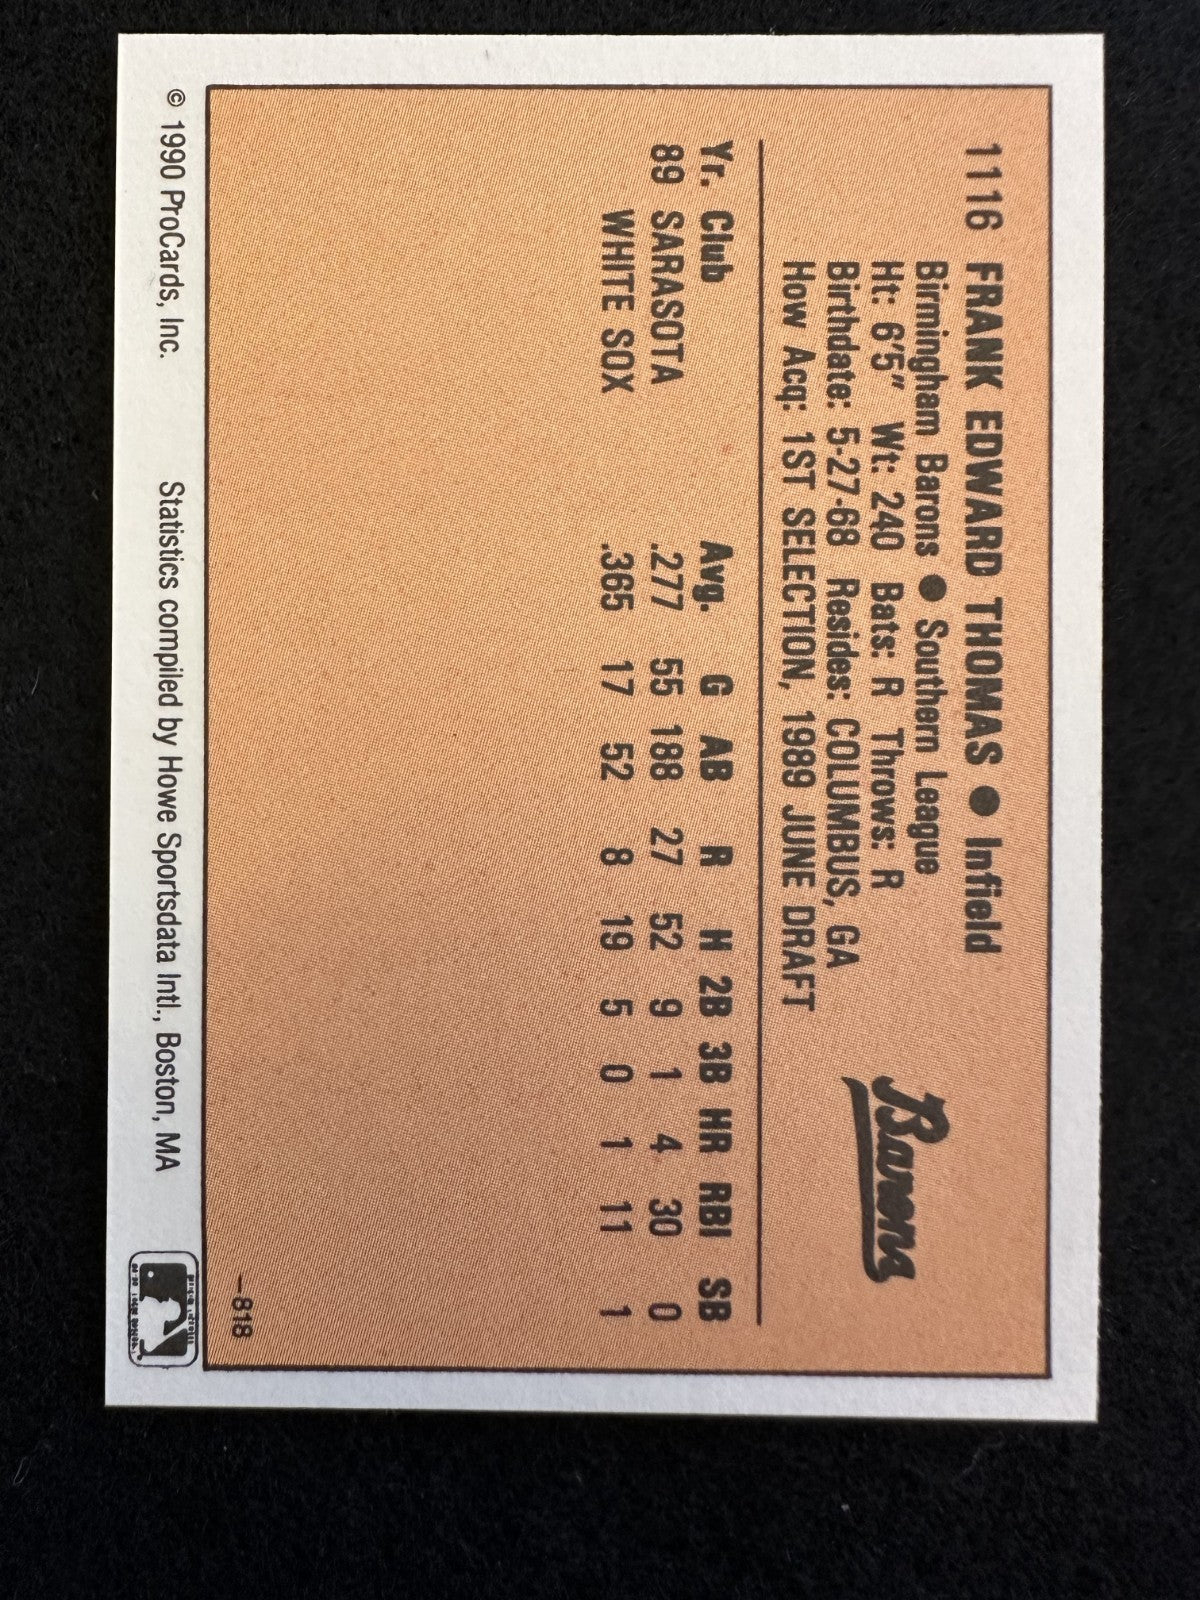 1116 FRANK EDWARD THOMAS ● Infield
Birmingham Barons ● Southern League
Ht: 6'5" Wt: 240 Bats: R Throws: R
Birthdate: 5-27-68 Resides: COLUMBUS, GA
How Acq: 1ST SELECTION, 1989 JUNE DRAFT
Barons
Yr. Club Avg. G AB R H 2B 3B HR RBI SB
89 SARASOTA .277 55 188 27 52 9 1 4 30 0
WHITE SOX .365 17 52 8 19 5 0 1 11 1
—818
© 1990 ProCards, Inc. Statistics compiled by Howe Sportsdata Intl., Boston, MA